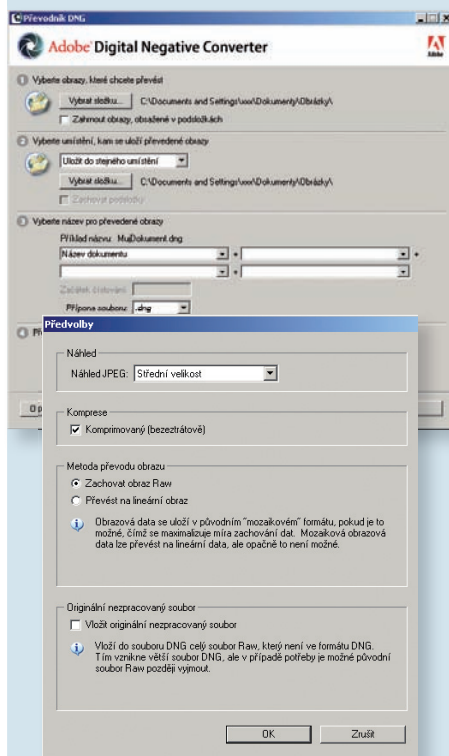 Převodník DNG
Adobe Digital Negative Converter
Adobe
1 Vyberte obrazy, které chcete převést
Vybrat složku... C:\Documents and Settings\xxx\Dokumenty\Obrázky\
Zahrnout obrazy, obsažené v podsložkách
2 Vyberte umístění, kam se uloží převedené obrazy
Uložit do stejného umístění
Vybrat složku... C:\Documents and Settings\xxx\Dokumenty\Obrázky\
Zachovat podsložky
3 Vyberte název pro převedené obrazy
Příklad názvu: MujDokument.dng
Název dokumentu + +
+
Začátek číslování:
Přípona souboru: .dng
Předvolby
Náhled
Náhled JPEG: Střední velikost
Komprese
Komprimovaný (bezeztrátově)
Metoda převodu obrazu
Zachovat obraz Raw
Převést na lineární obraz
Obrazová data se uloží v původním "mozaikovém" formátu, pokud je to
možné, čímž se maximalizuje míra zachování dat. Mozaiková obrazová
data lze převést na lineární data, ale opačně to není možné.
Originální nezpracovaný soubor
Vložit originální nezpracovaný soubor
Vloží do souboru DNG celý soubor Raw, který není ve formátu DNG.
Tím vznikne větší soubor DNG, ale v případě potřeby je možné původní
soubor Raw později vyjmout.
OK Zrušit